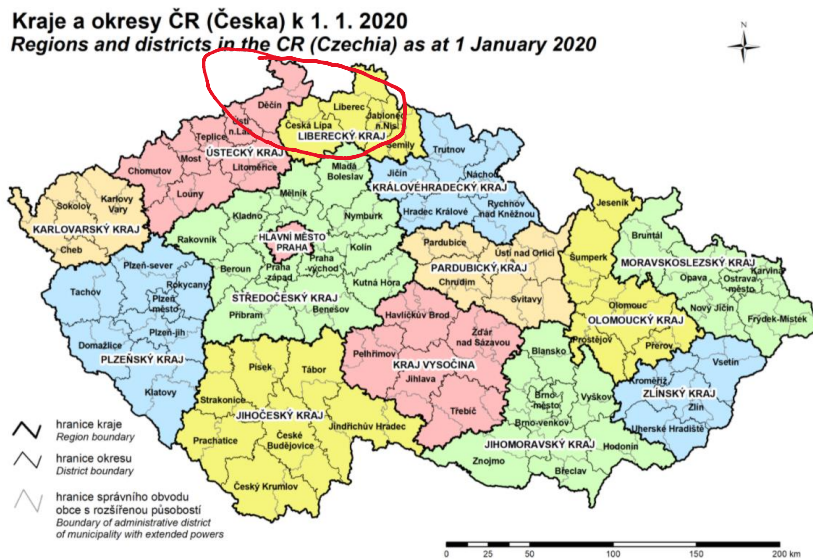 Kraje a okresy ČR (Česka) k 1. 1. 2020
Regions and districts in the CR (Czechia) as at 1 January 2020
Děčín
Liberec
Jablonec
n.Nis.
Ústí
n.Lab.
Česká Lípa
LIBERECKÝ KRAJ
Semily
Teplice
ÚSTECKÝ KRAJ
Most
Litoměřice
Chomutov
Louny
Trutnov
Mladá
Boleslav
Jičín
Náchod
KRÁLOVÉHRADECKÝ KRAJ
Mělník
Hradec Králové
Rychnov
nad Kněžnou
Sokolov
Karlovy
Vary
KARLOVARSKÝ KRAJ
Cheb
Kladno
Nymburk
Jeseník
Rakovník
HLAVNÍ MĚSTO
PRAHA
Kolín
Pardubice
Ústí nad Orlicí
Bruntál
Šumperk
MORAVSKOSLEZSKÝ KRAJ
Beroun
Praha-
západ
Praha-
východ
PARDUBICKÝ KRAJ
Chrudim
Karviná
Opava
Ostrava-
město
Plzeň-sever
Rokycany
Tachov
Kutná Hora
STŘEDOČESKÝ KRAJ
Svitavy
Olomouc
Nový Jičín
Plzeň-
město
Příbram
Benešov
Havlíčkův Brod
OLOMOUCKÝ KRAJ
Frýdek-Místek
Plzeň-jih
Žďár
nad Sázavou
Prostějov
Přerov
Domažlice
PLZEŇSKÝ KRAJ
Pelhřimov
KRAJ VYSOČINA
Blansko
Vsetín
Písek
Tábor
Jihlava
Kroměříž
Klatovy
Strakonice
Brno-
město
Vyškov
ZLÍNSKÝ KRAJ
JIHOČESKÝ KRAJ
Třebíč
Brno-venkov
Zlín
Jindřichův Hradec
Uherské Hradiště
Prachatice
České
Budějovice
JIHOMORAVSKÝ KRAJ
Hodonín
Znojmo
Břeclav
Český Krumlov
hranice kraje
Region boundary
hranice okresu
District boundary
hranice správního obvodu
obce s rozšířenou působostí
Boundary of administrative district
of municipality with extended powers
0 25 50 100 150 200 km